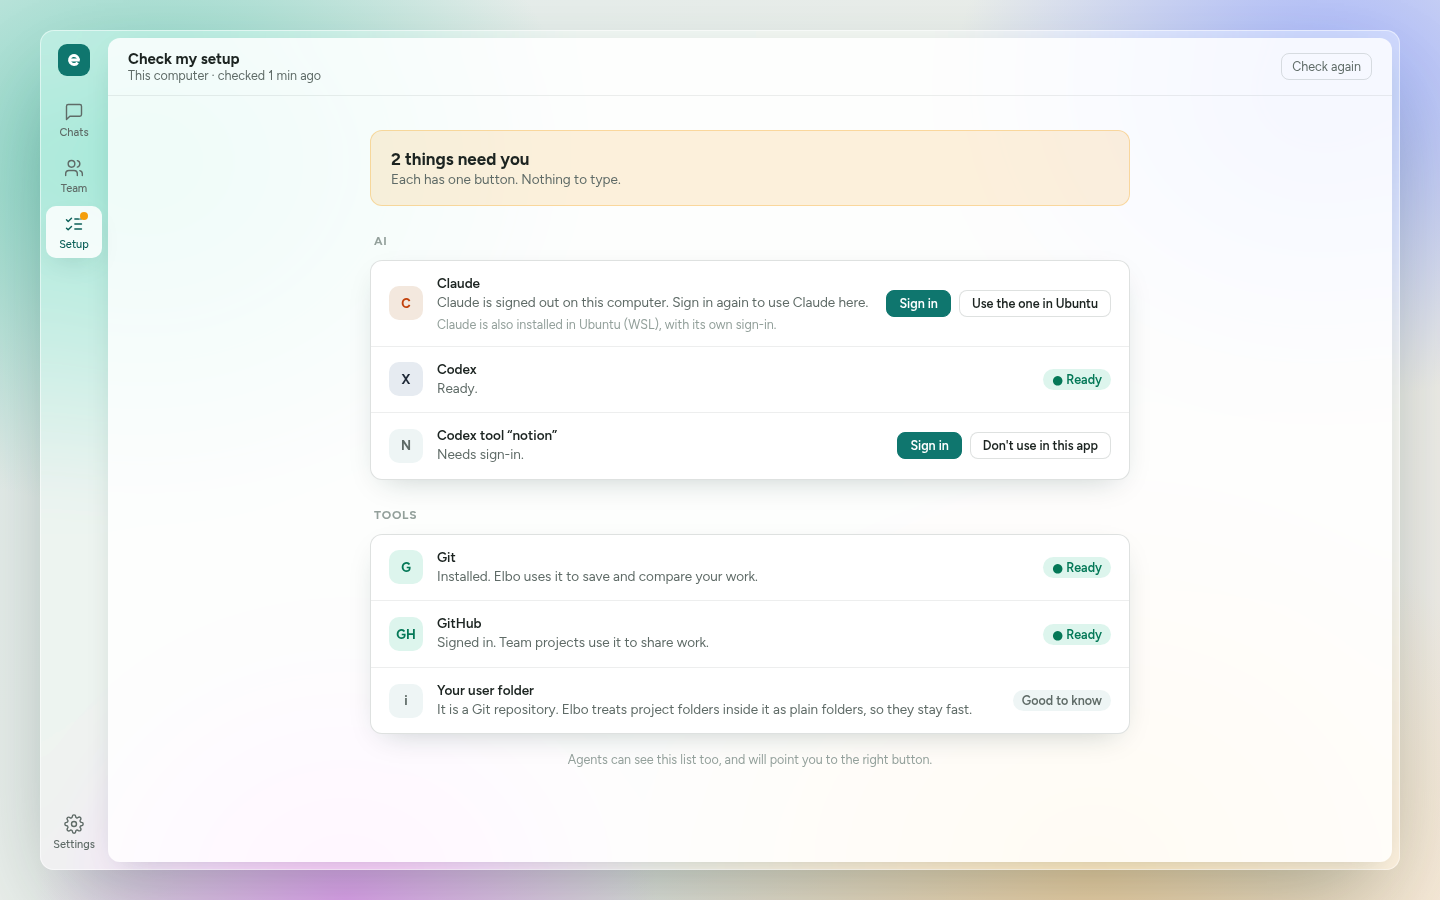 e
Check my setup
This computer · checked 1 min ago
Check again
Chats
Team
Setup
Settings
2 things need you
Each has one button. Nothing to type.
AI
C
Claude
Claude is signed out on this computer. Sign in again to use Claude here.
Claude is also installed in Ubuntu (WSL), with its own sign-in.
Sign in
Use the one in Ubuntu
X
Codex
Ready.
Ready
N
Codex tool “notion”
Needs sign-in.
Sign in
Don't use in this app
TOOLS
G
Git
Installed. Elbo uses it to save and compare your work.
Ready
GH
GitHub
Signed in. Team projects use it to share work.
Ready
i
Your user folder
It is a Git repository. Elbo treats project folders inside it as plain folders, so they stay fast.
Good to know
Agents can see this list too, and will point you to the right button.